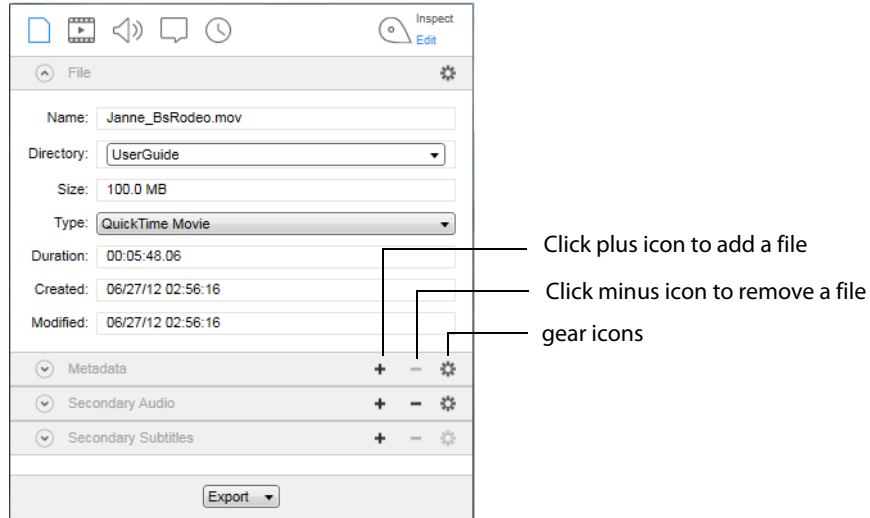 Inspect
Edit
File
Name: Janne_BsRodeo.mov
Directory: UserGuide
Size: 100.0 MB
Type: QuickTime Movie
Duration: 00:05:48.06
Created: 06/27/12 02:56:16
Modified: 06/27/12 02:56:16
Metadata
Secondary Audio
Secondary Subtitles
Export
Click plus icon to add a file
Click minus icon to remove a file
gear icons